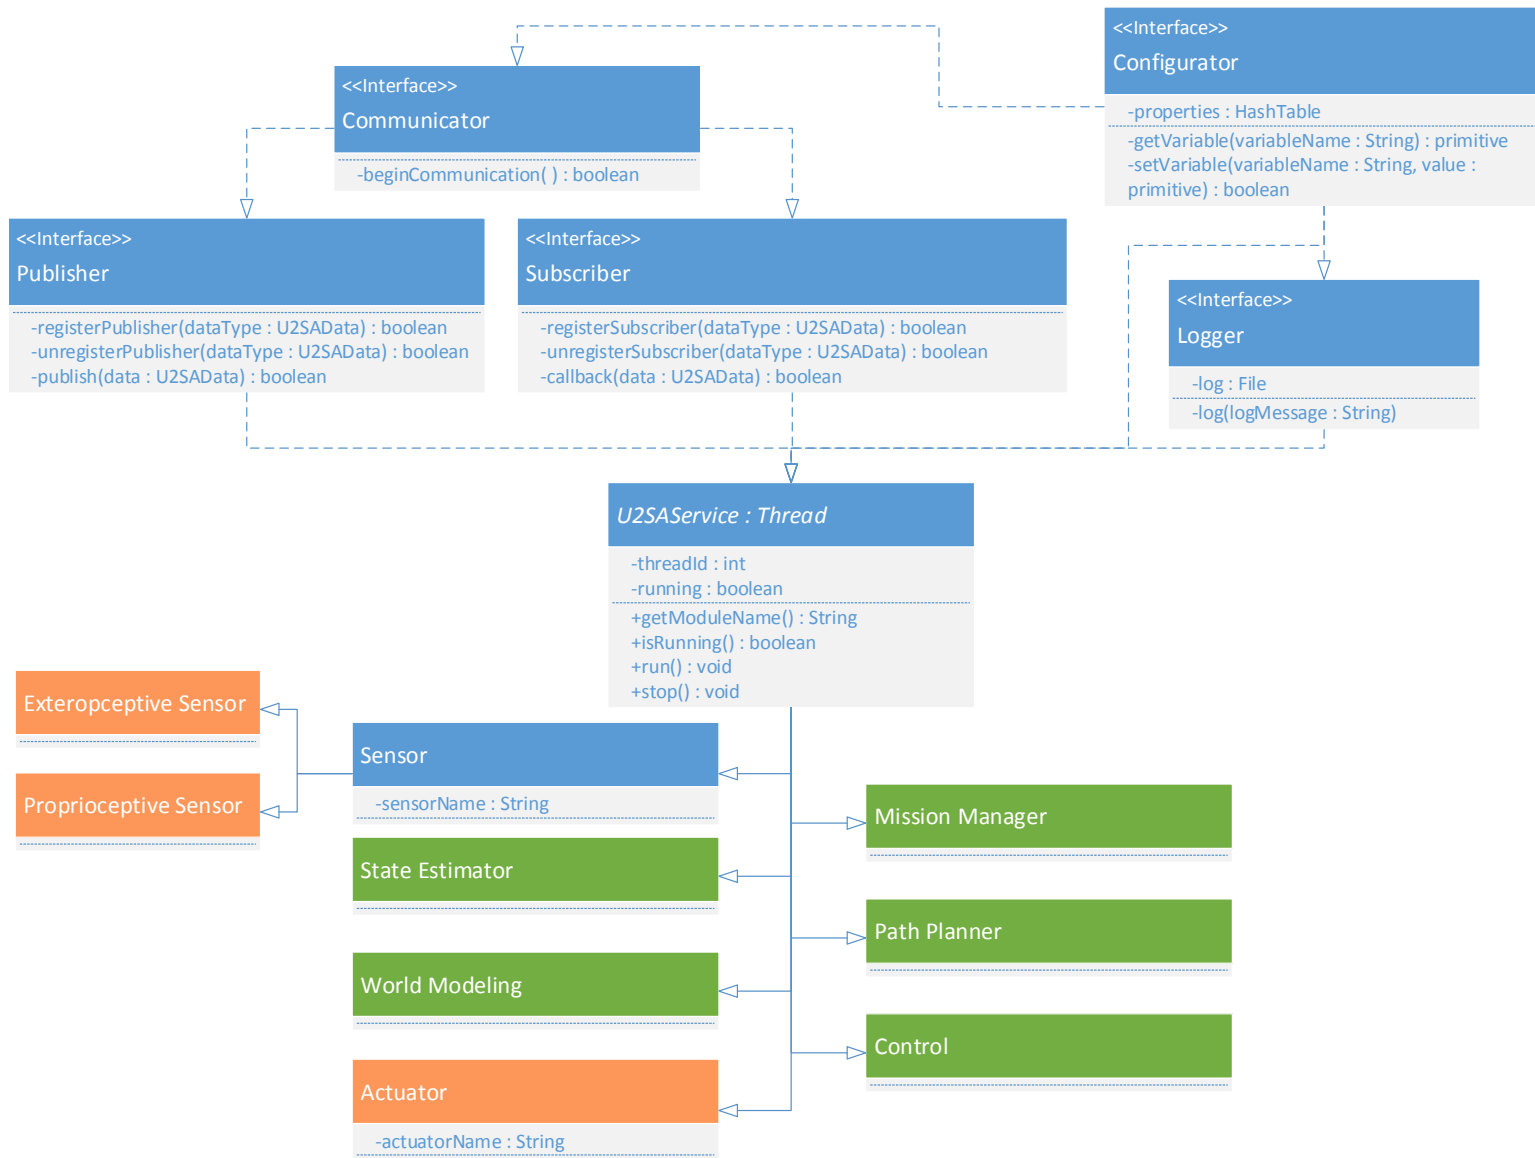 <<Interface>>
Configurator
-properties : HashTable
-getVariable(variableName : String) : primitive
-setVariable(variableName : String, value :
primitive) : boolean
<<Interface>>
Communicator
-beginCommunication( ) : boolean
<<Interface>>
Publisher
-registerPublisher(dataType : U2SAData) : boolean
-unregisterPublisher(dataType : U2SAData) : boolean
-publish(data : U2SAData) : boolean
<<Interface>>
Subscriber
-registerSubscriber(dataType : U2SAData) : boolean
-unregisterSubscriber(dataType : U2SAData) : boolean
-callback(data : U2SAData) : boolean
<<Interface>>
Logger
-log : File
-log(logMessage : String)
U2SAService : Thread
-threadId : int
-running : boolean
+getModuleName() : String
+isRunning() : boolean
+run() : void
+stop() : void
Exteropceptive Sensor
Proprioceptive Sensor
Sensor
-sensorName : String
State Estimator
World Modeling
Actuator
-actuatorName : String
Mission Manager
Path Planner
Control